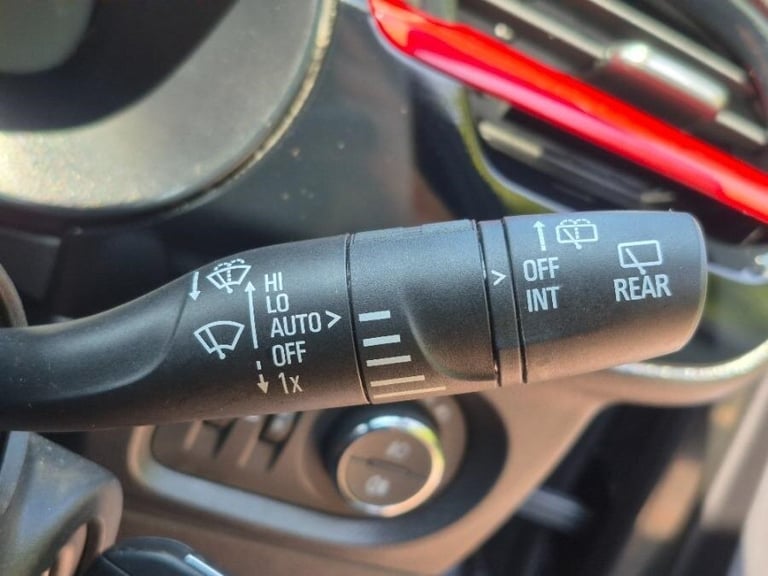 HI
LO
AUTO >
OFF
1x
>
OFF
INT
REAR